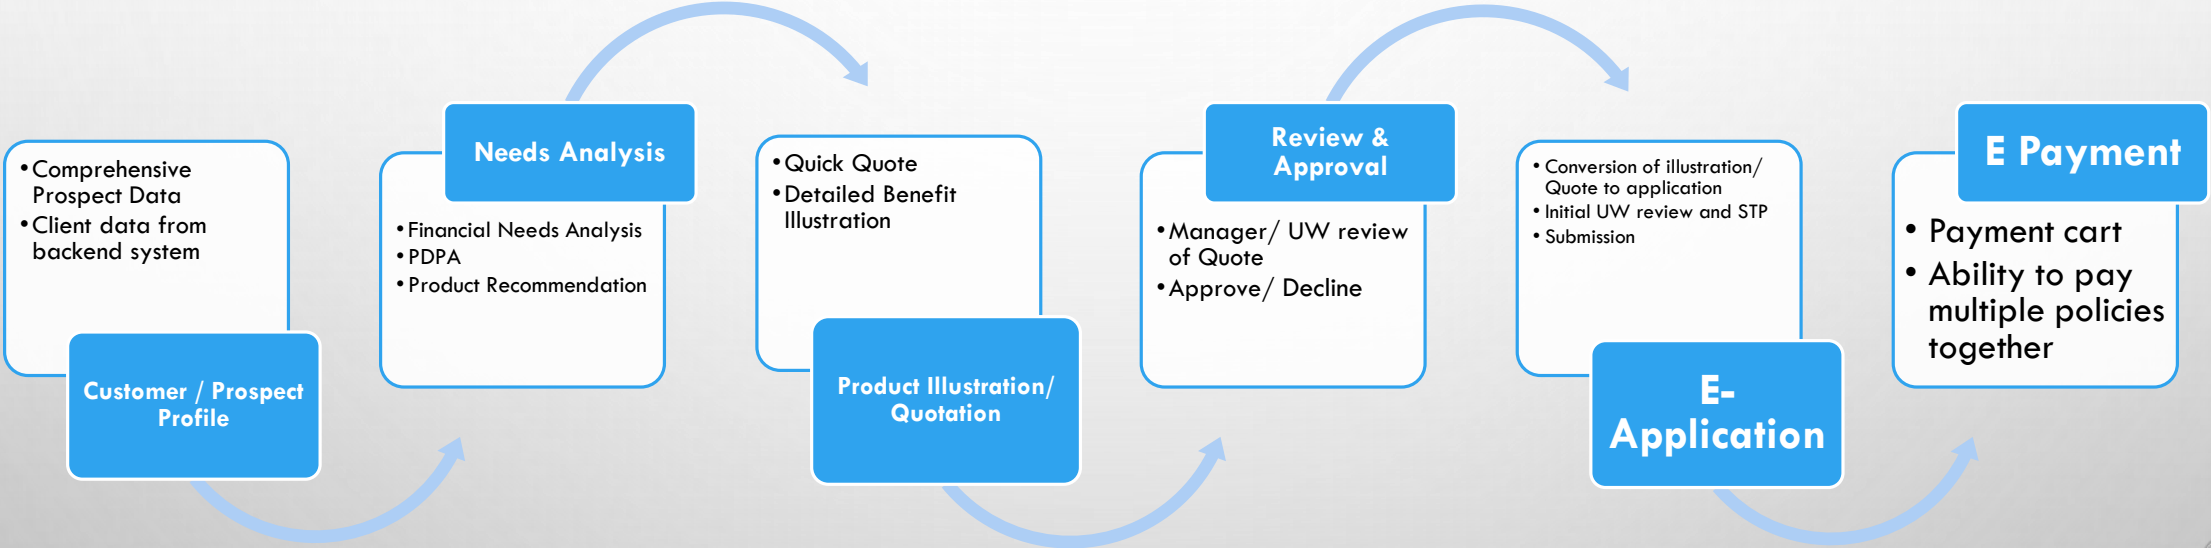 • Comprehensive
Prospect Data
• Client data from
backend system
Customer / Prospect
Profile
Needs Analysis
• Financial Needs Analysis
• PDPA
• Product Recommendation
• Quick Quote
• Detailed Benefit
Illustration
Product Illustration/
Quotation
Review &
Approval
• Manager/ UW review
of Quote
• Approve/ Decline
• Conversion of illustration/
Quote to application
• Initial UW review and STP
• Submission
E-
Application
E Payment
• Payment cart
• Ability to pay
multiple policies
together